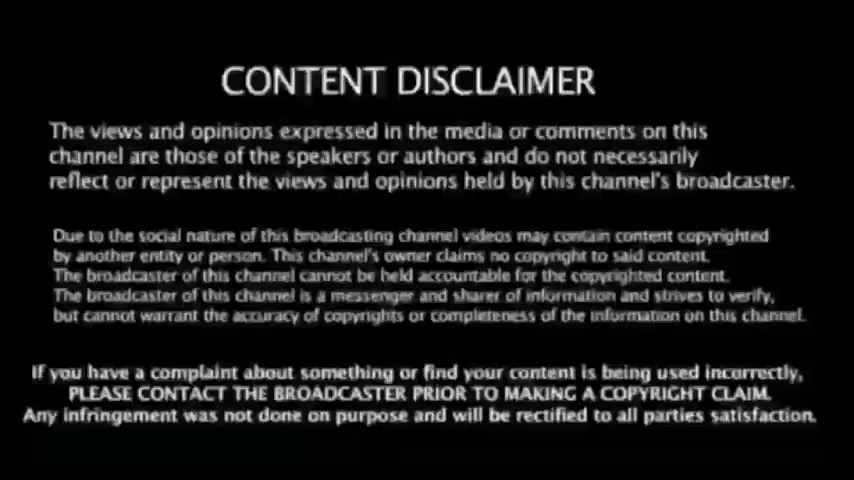 CONTENT DISCLAIMER
The views and opinions expressed in the media or comments on this
channel are those of the speakers or authors and do not necessarily
reflect or represent the views and opinions held by this channel's broadcaster.
Due to the social nature of this broadcasting channel videos may contain content copyrighted
by another entity or person. This channel's owner claims no copyright to said content.
The broadcaster of this channel cannot be held accountable for the copyrighted content.
The broadcaster of this channel is a messenger and sharer of information and strives to verify,
but cannot warrant the accuracy of copyrights or completeness of the information on this channel.
If you have a complaint about something or find your content is being used incorrectly,
PLEASE CONTACT THE BROADCASTER PRIOR TO MAKING A COPYRIGHT CLAIM.
Any infringement was not done on purpose and will be rectified to all parties satisfaction.